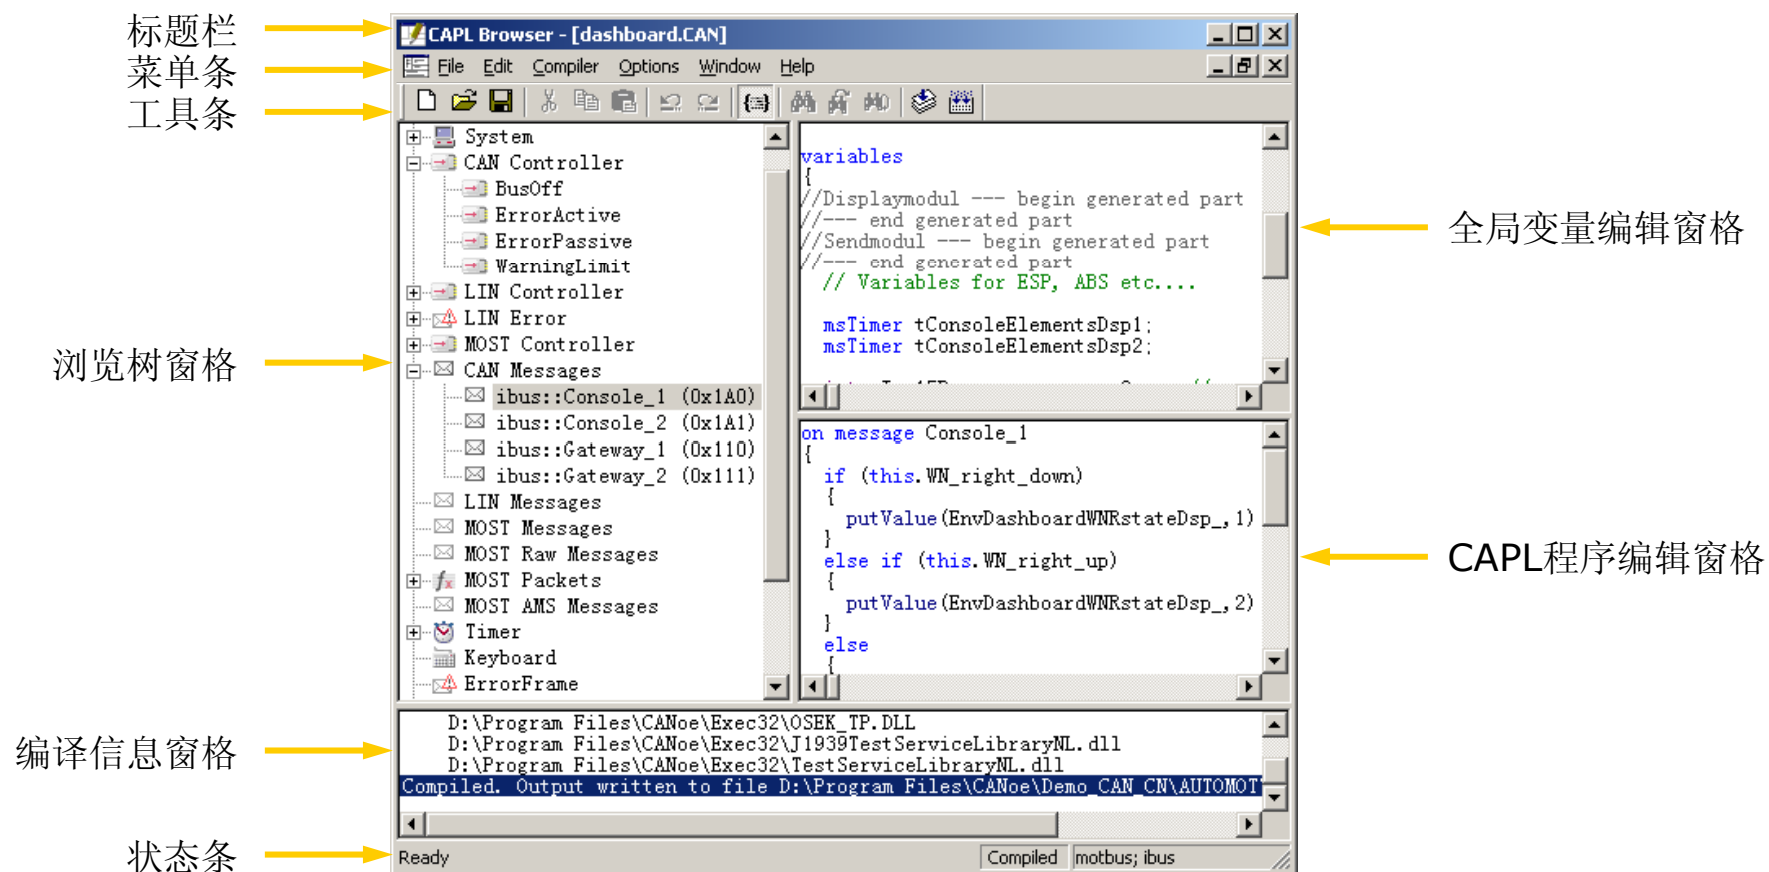 标题栏
菜单条
工具条
浏览树窗格
编译信息窗格
状态条
CAPL Browser - [dashboard.CAN]
File Edit Compiler Options Window Help
System
CAN Controller
BusOff
ErrorActive
ErrorPassive
WarningLimit
LIN Controller
LIN Error
MOST Controller
CAN Messages
ibus::Console_1 (0x1A0)
ibus::Console_2 (0x1A1)
ibus::Gateway_1 (0x110)
ibus::Gateway_2 (0x111)
LIN Messages
MOST Messages
MOST Raw Messages
MOST Packets
MOST AMS Messages
Timer
Keyboard
ErrorFrame
variables
{
//Displaymodul --- begin generated part
//--- end generated part
//Sendmodul --- begin generated part
//--- end generated part
// Variables for ESP, ABS etc....
msTimer tConsoleElementsDsp1;
msTimer tConsoleElementsDsp2;
on message Console_1
{
if (this.WN_right_down)
{
putValue(EnvDashboardWNRstateDsp_,1)
}
else if (this.WN_right_up)
{
putValue(EnvDashboardWNRstateDsp_,2)
}
else
{
D:\Program Files\CANoe\Exec32\OSEK_TP.DLL
D:\Program Files\CANoe\Exec32\J1939TestServiceLibraryNL.dll
D:\Program Files\CANoe\Exec32\TestServiceLibraryNL.dll
Compiled. Output written to file D:\Program Files\CANoe\Demo_CAN_CN\AUTOMOT
Ready
Compiled
motbus; ibus
全局变量编辑窗格
CAPL程序编辑窗格